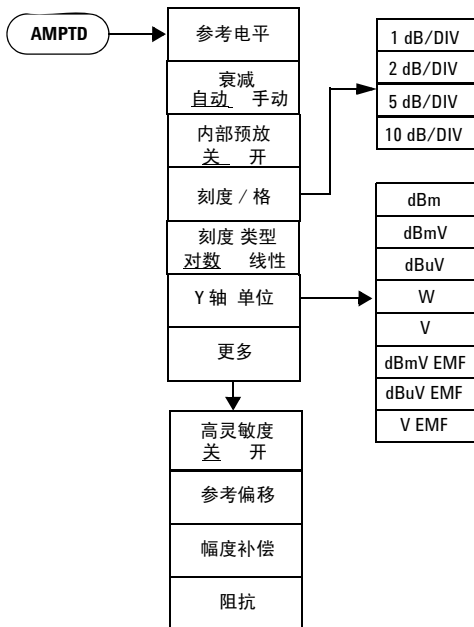 AMPTD
参考电平
衰减
自动 手动
内部预放
关 开
刻度 / 格
刻度 类型
对数 线性
Y 轴 单位
更多
高灵敏度
关 开
参考偏移
幅度补偿
阻抗
1 dB/DIV
2 dB/DIV
5 dB/DIV
10 dB/DIV
dBm
dBmV
dBuV
W
V
dBmV EMF
dBuV EMF
V EMF